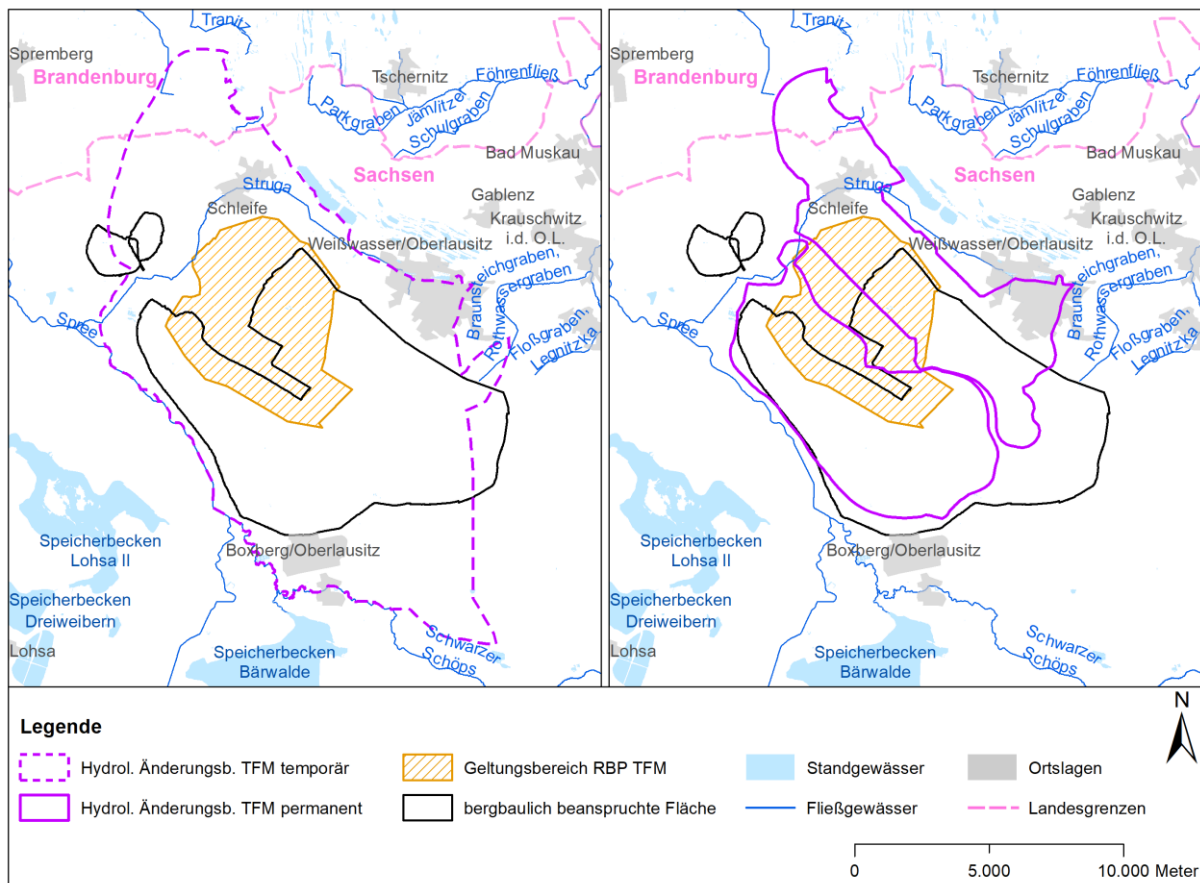 Tranitz
Spremberg
Brandenburg
Tschernitz
Föhrenfließ
Parkgraben
Jämlitzer
Schulgraben
Bad Muskau
Sachsen
Struga
Schleife
Gablenz
Krauschwitz
i.d. O.L.
Weißwasser/Oberlausitz
Braunsteichgraben,
Rothwassergraben
Floßgraben,
Legnitzka
Spree
Speicherbecken
Lohsa II
Boxberg/Oberlausitz
Speicherbecken
Dreiweibern
Lohsa
Speicherbecken
Bärwalde
Schwarzer
Schöps
Tranitz
Spremberg
Brandenburg
Tschernitz
Föhrenfließ
Parkgraben
Jämlitzer
Schulgraben
Bad Muskau
Sachsen
Struga
Schleife
Gablenz
Krauschwitz
i.d. O.L.
Weißwasser/Oberlausitz
Braunsteichgraben,
Rothwassergraben
Floßgraben,
Legnitzka
Spree
Speicherbecken
Lohsa II
Boxberg/Oberlausitz
Speicherbecken
Dreiweibern
Lohsa
Speicherbecken
Bärwalde
Schwarzer
Schöps
Legende
Hydrol. Änderungsb. TFM temporär
Hydrol. Änderungsb. TFM permanent
Geltungsbereich RBP TFM
bergbaulich beanspruchte Fläche
Standgewässer
Fließgewässer
Ortslagen
Landesgrenzen
N
0 5.000 10.000 Meter